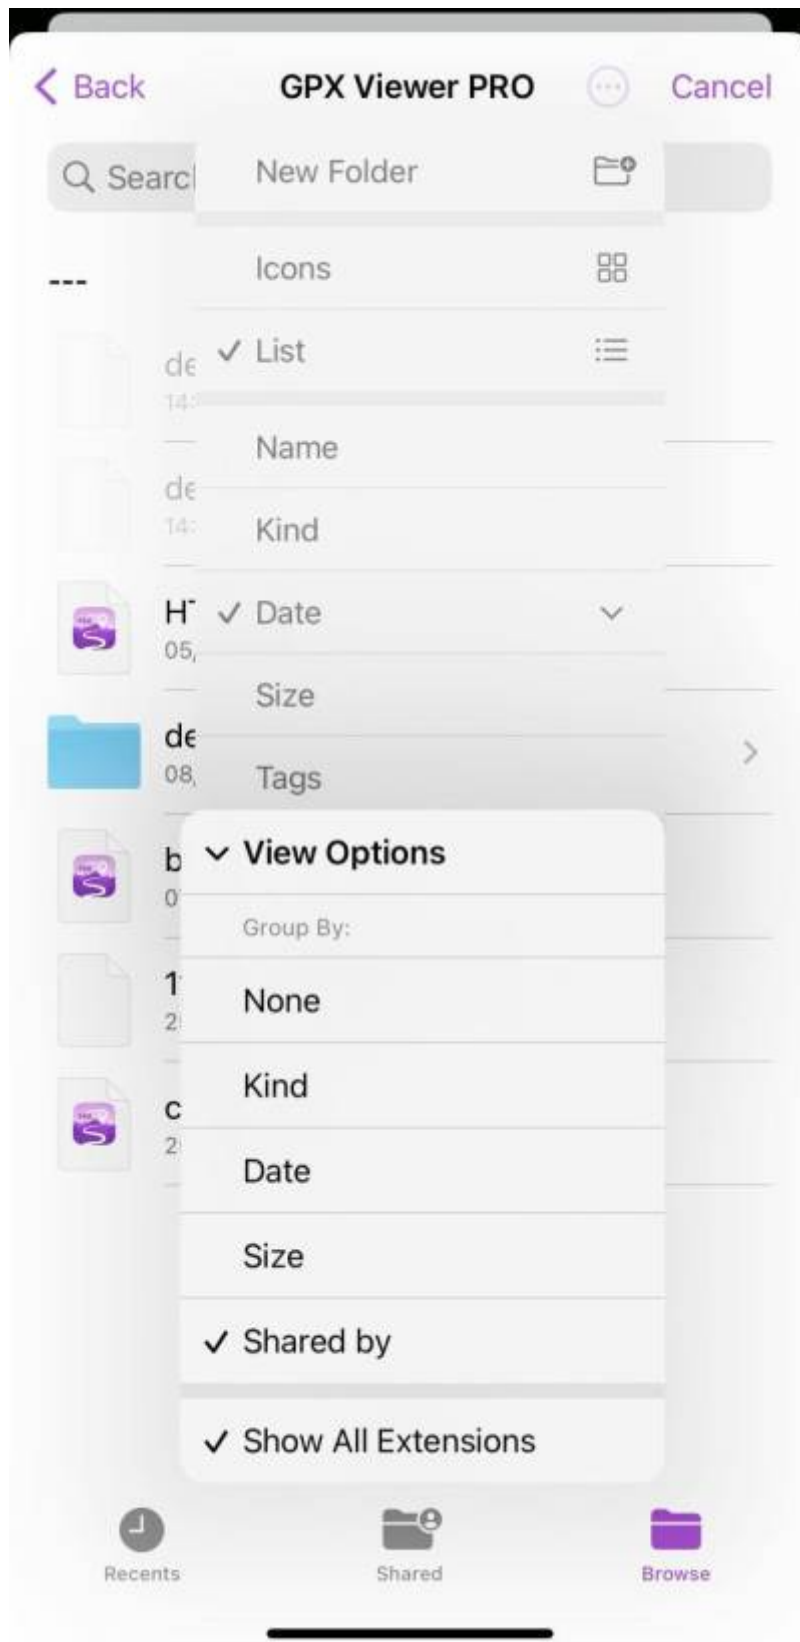 Back
GPX Viewer PRO
Cancel
New Folder
Icons
List
---
Name
Kind
Date
Size
Tags
View Options
Group By:
None
Kind
Date
Size
Shared by
Show All Extensions
Recents
Shared
Browse